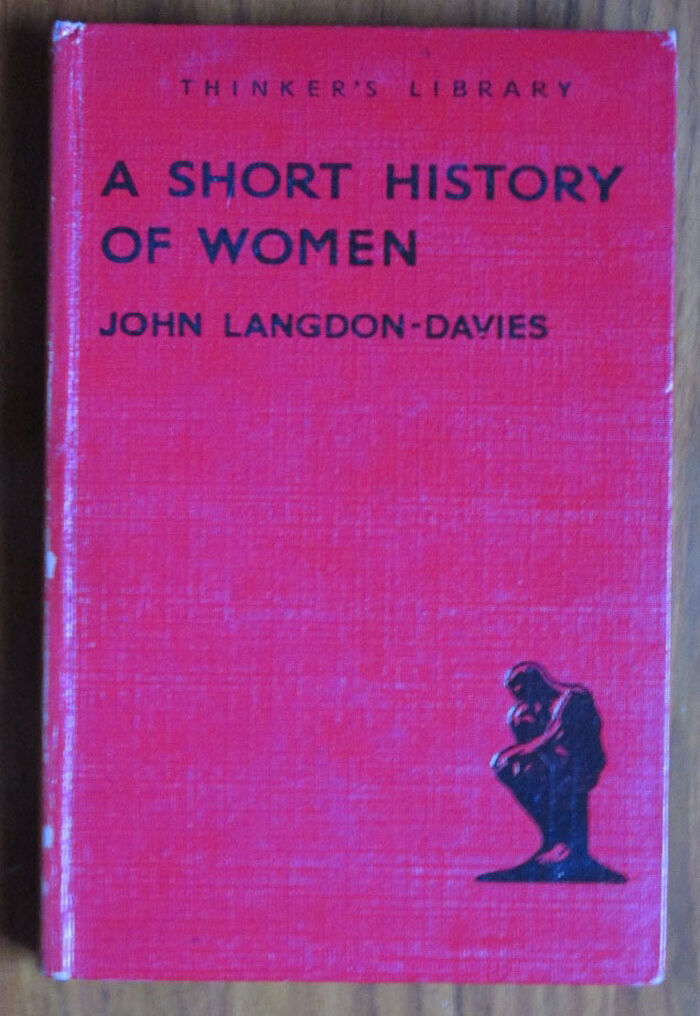 THINKER'S LIBRARY
A SHORT HISTORY
OF WOMEN
JOHN LANGDON-DAVIES